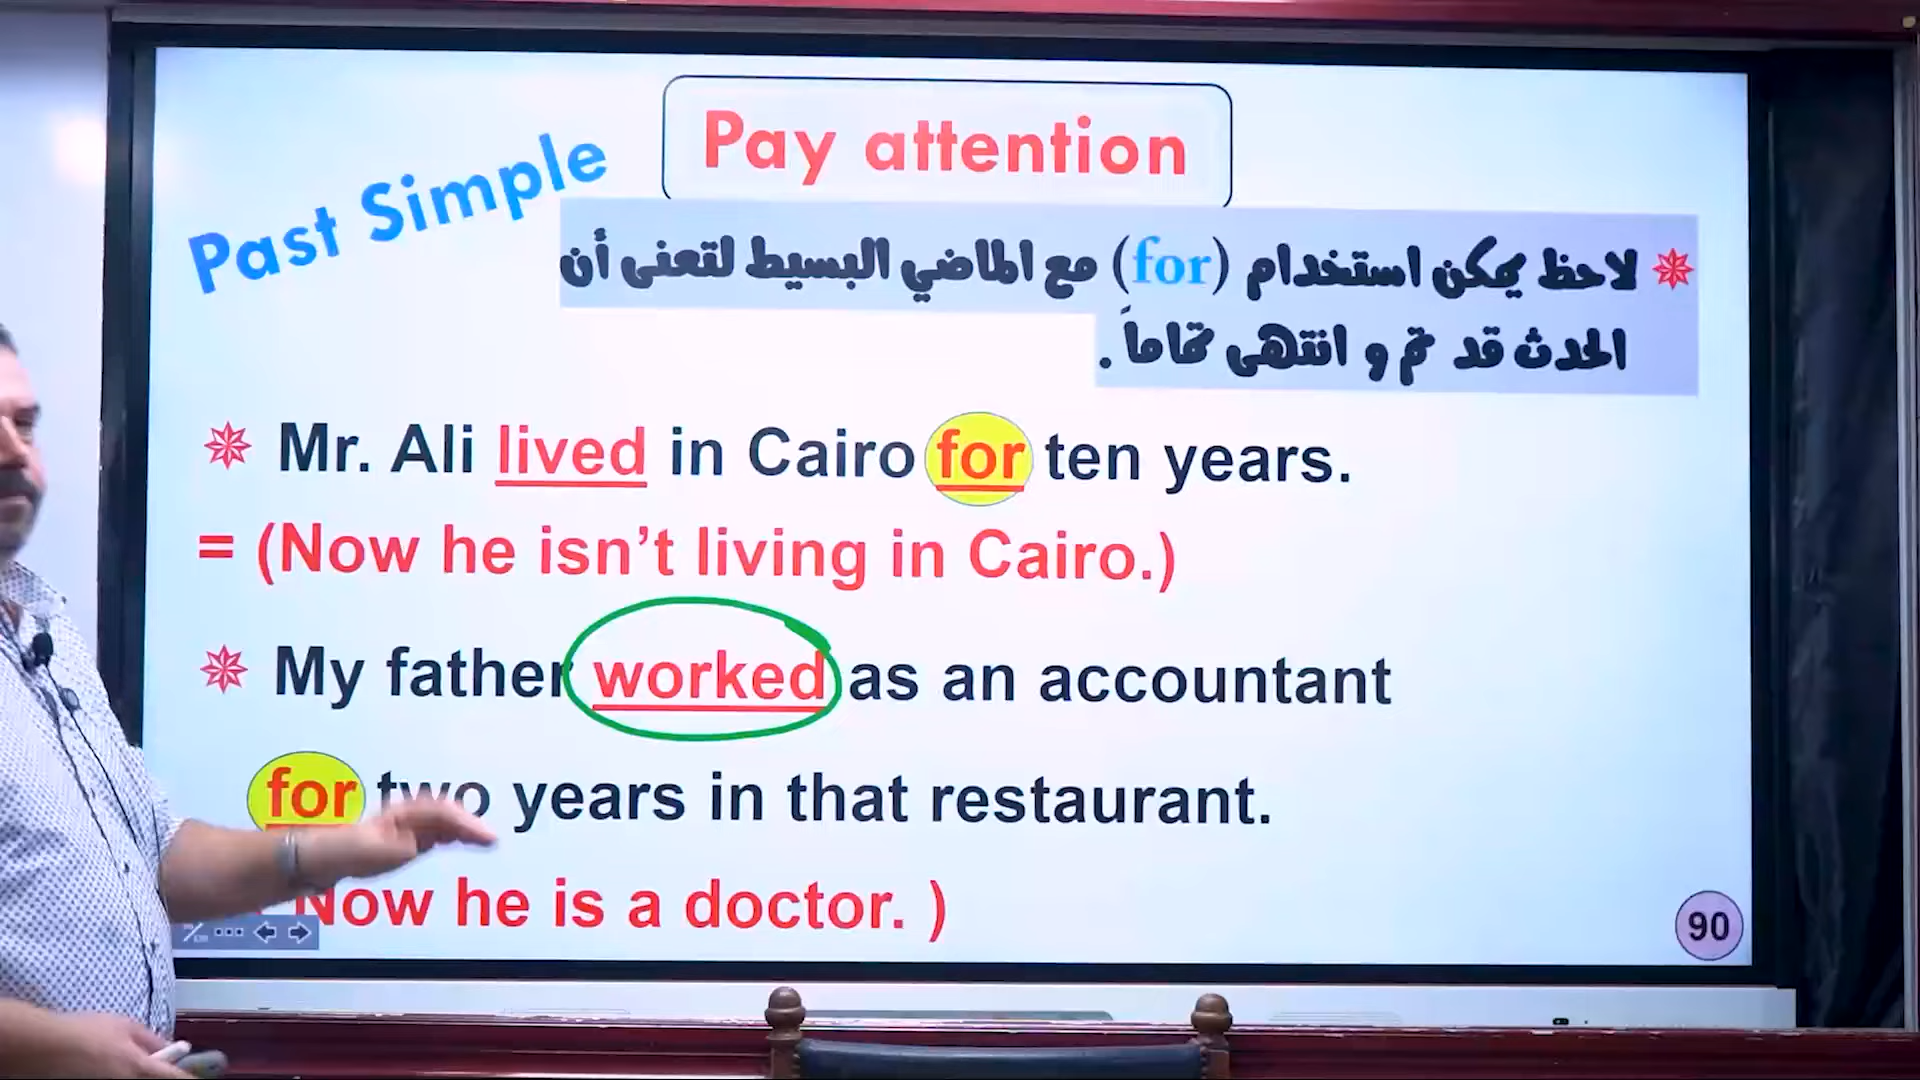 Pay attention
Past Simple
لاحظ يمكن استخدام (for) مع الماضي البسيط لتعنى أن
الحدث قد تم و انتهى تماماً .
Mr. Ali lived in Cairo for ten years.
= (Now he isn’t living in Cairo.)
My father worked as an accountant
for two years in that restaurant.
Now he is a doctor. )
90